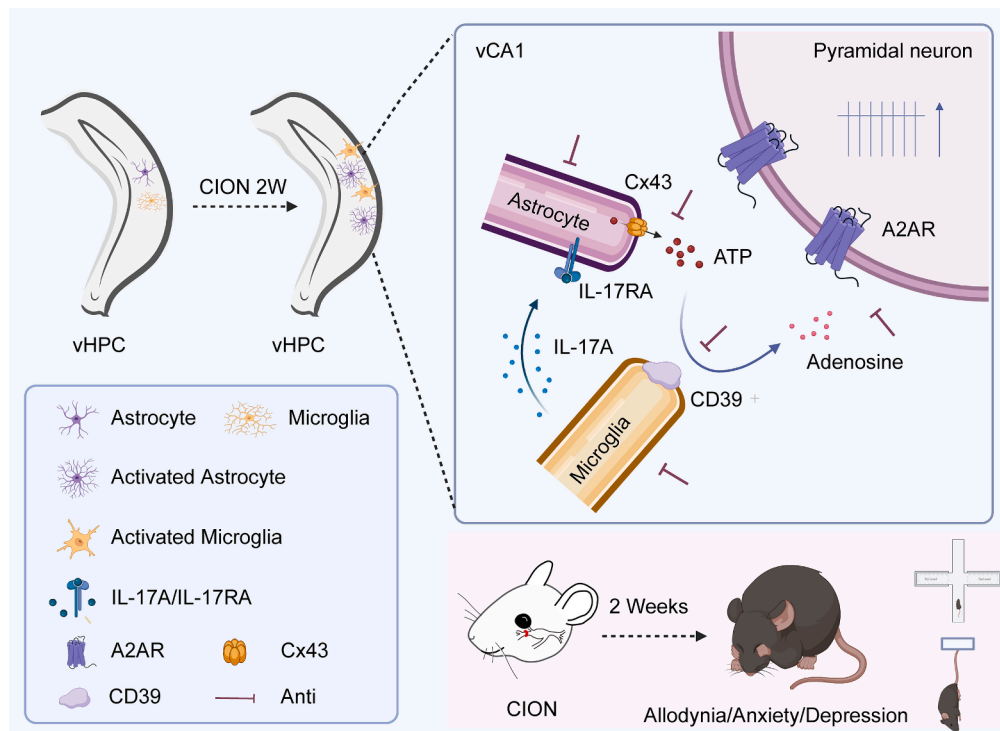 vCA1
Pyramidal neuron
CION 2W
Cx43
Astrocyte
A2AR
ATP
IL-17RA
vHPC
vHPC
IL-17A
Adenosine
CD39 +
Microglia
Astrocyte
Microglia
Activated Astrocyte
Activated Microglia
IL-17A/IL-17RA
A2AR
Cx43
CD39
Anti
2 Weeks
CION
Allodynia/Anxiety/Depression